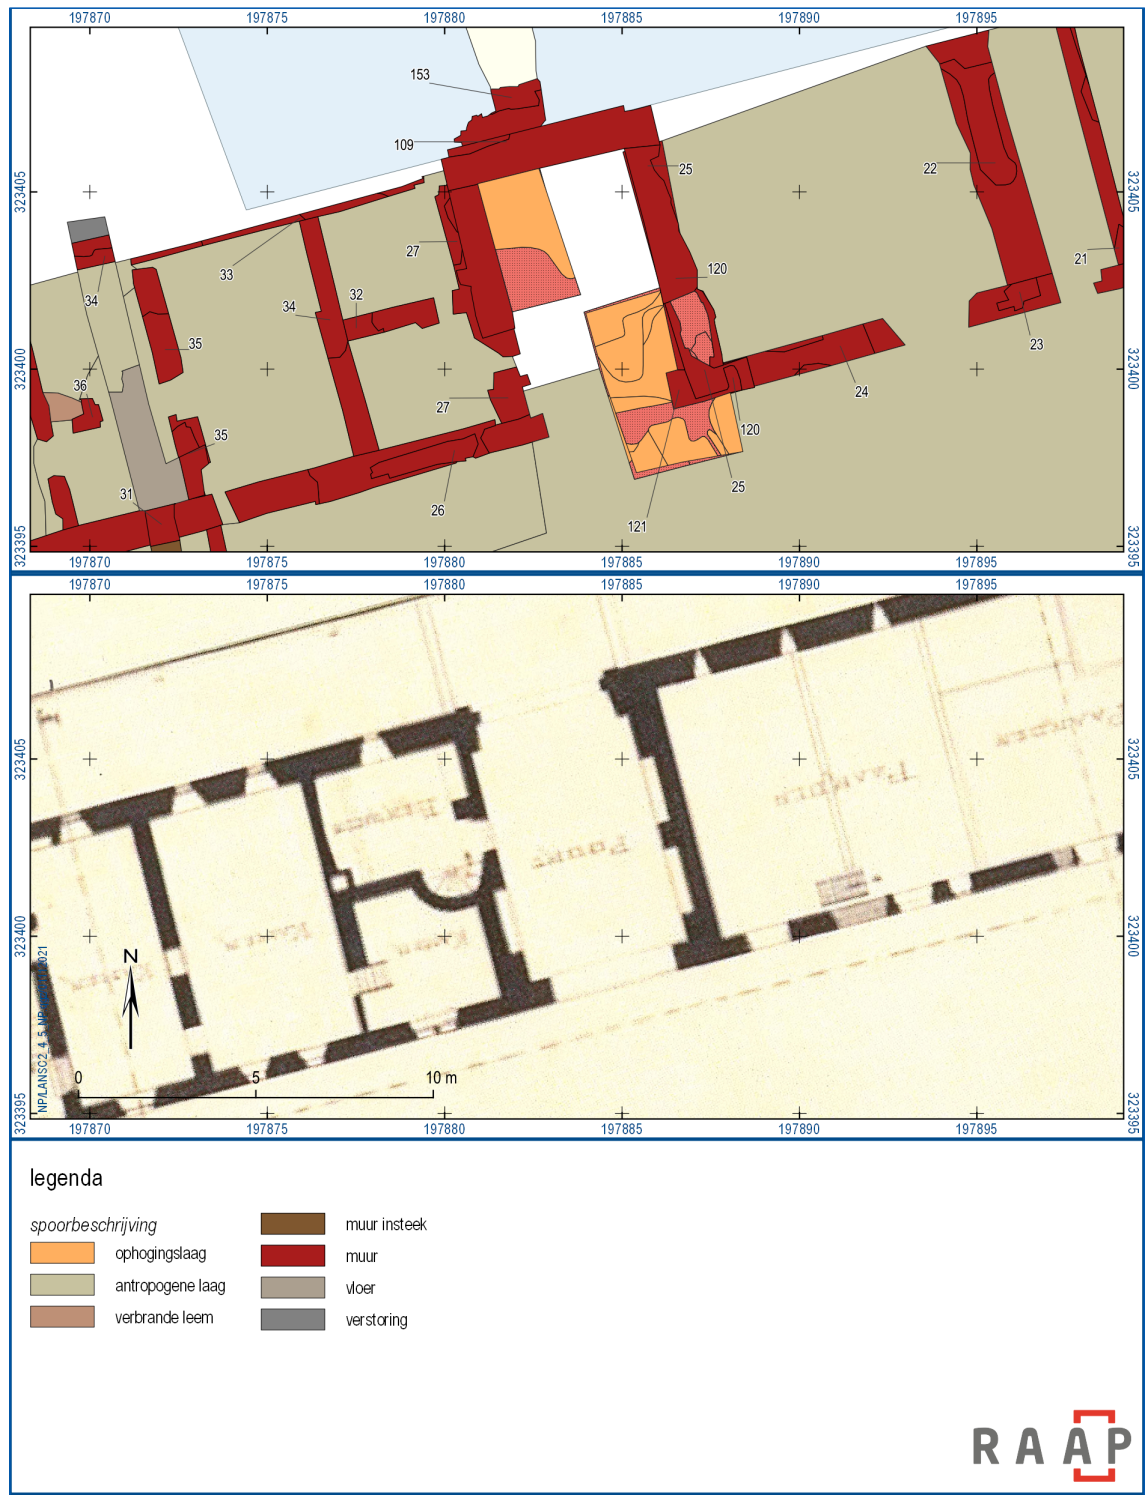 197870 197875 197880 197885 197890 197895
153
109
25
22
323405
323405
27
33
120
21
34
34
32
35
23
323400
323400
36
24
27
35
120
31
26
25
121
323395
323395
197870 197875 197880 197885 197890 197895
197870 197875 197880 197885 197890 197895
323405
323405
323400
323400
N
0 5 10 m
323395
323395
197870 197875 197880 197885 197890 197895
legenda
spoorbeschrijving
ophogingslaag
antropogene laag
verbrande leem
muur insteek
muur
vloer
verstoring
RAAP